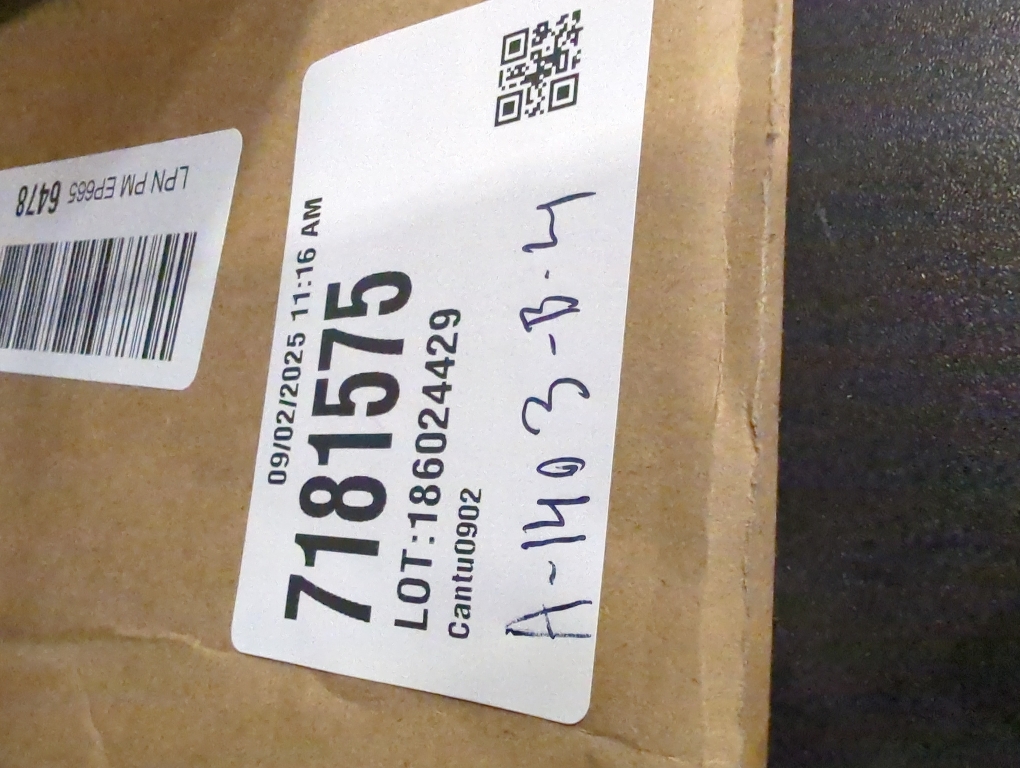 09/02/2025 11:16 AM
7181575
LOT:186024429
Cantu0902
A-1403-B-4
LPN PM EP665 6478